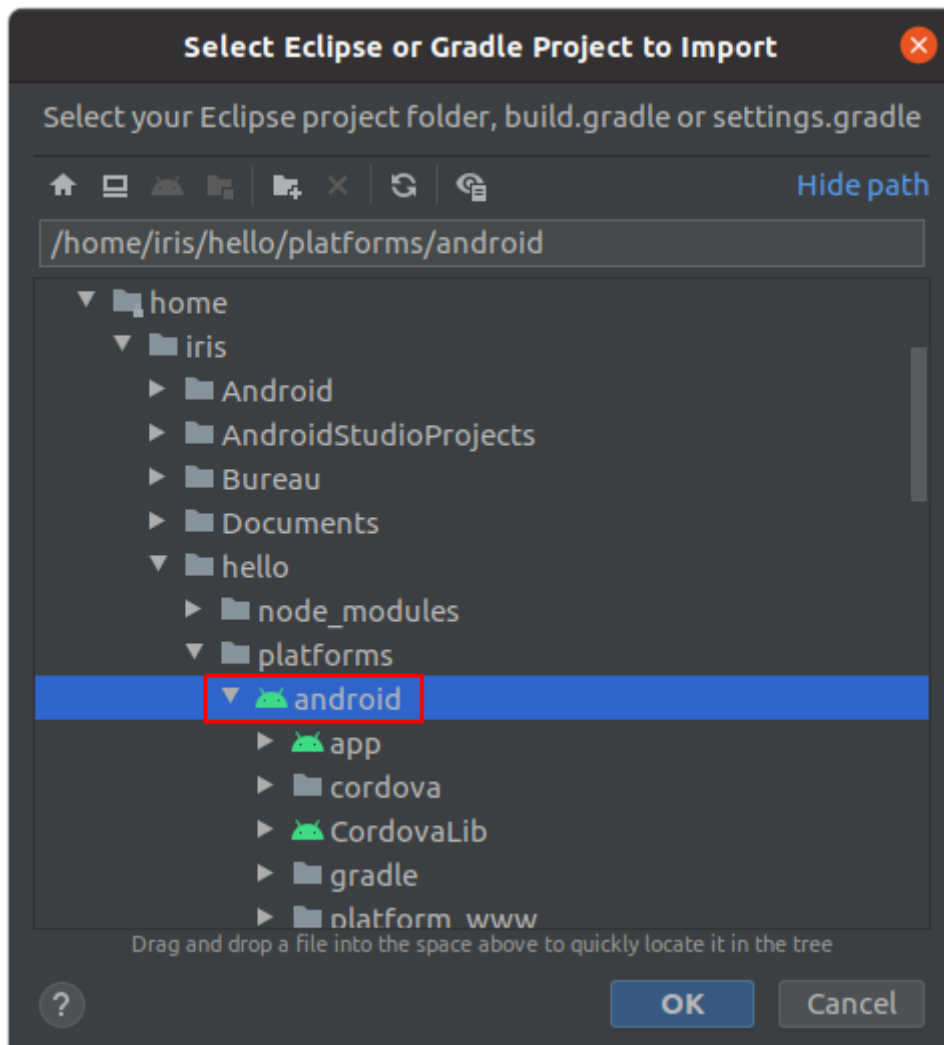 Select Eclipse or Gradle Project to Import
Select your Eclipse project folder, build.gradle or settings.gradle
Hide path
/home/iris/hello/platforms/android
home
iris
Android
AndroidStudioProjects
Bureau
Documents
hello
node_modules
platforms
android
app
cordova
CordovaLib
gradle
platform_www
Drag and drop a file into the space above to quickly locate it in the tree
?
OK
Cancel